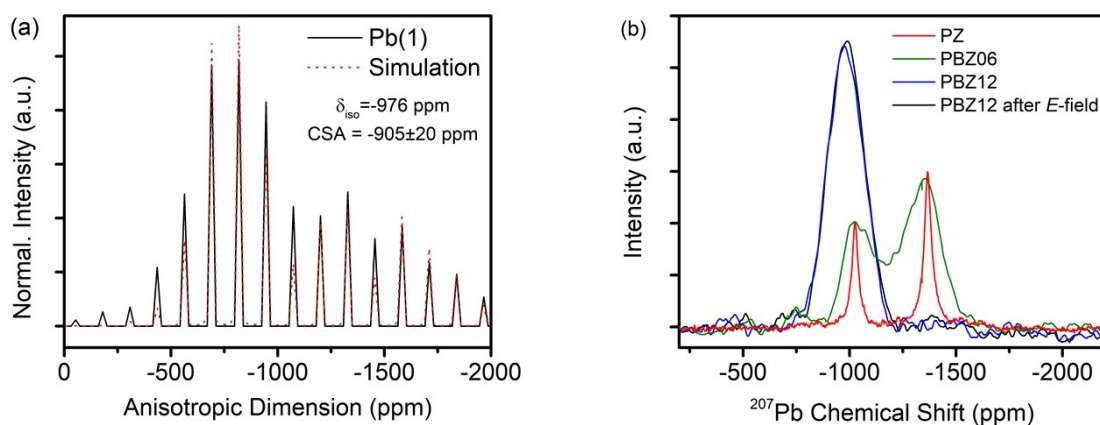 (a)
Pb(1)
Simulation
δiso=-976 ppm
CSA = -905±20 ppm
Normal. Intensity (a.u.)
0 -500 -1000 -1500 -2000
Anisotropic Dimension (ppm)
(b)
PZ
PBZ06
PBZ12
PBZ12 after E-field
Intensity (a.u.)
-500 -1000 -1500 -2000
207Pb Chemical Shift (ppm)